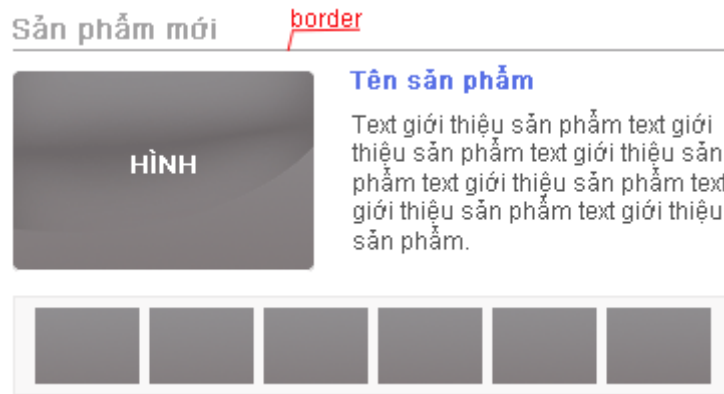 Sản phẩm mới
border
Tên sản phẩm
HÌNH
Text giới thiệu sản phẩm text giới
thiệu sản phẩm text giới thiệu sản
phẩm text giới thiệu sản phẩm text
giới thiệu sản phẩm text giới thiệu
sản phẩm.